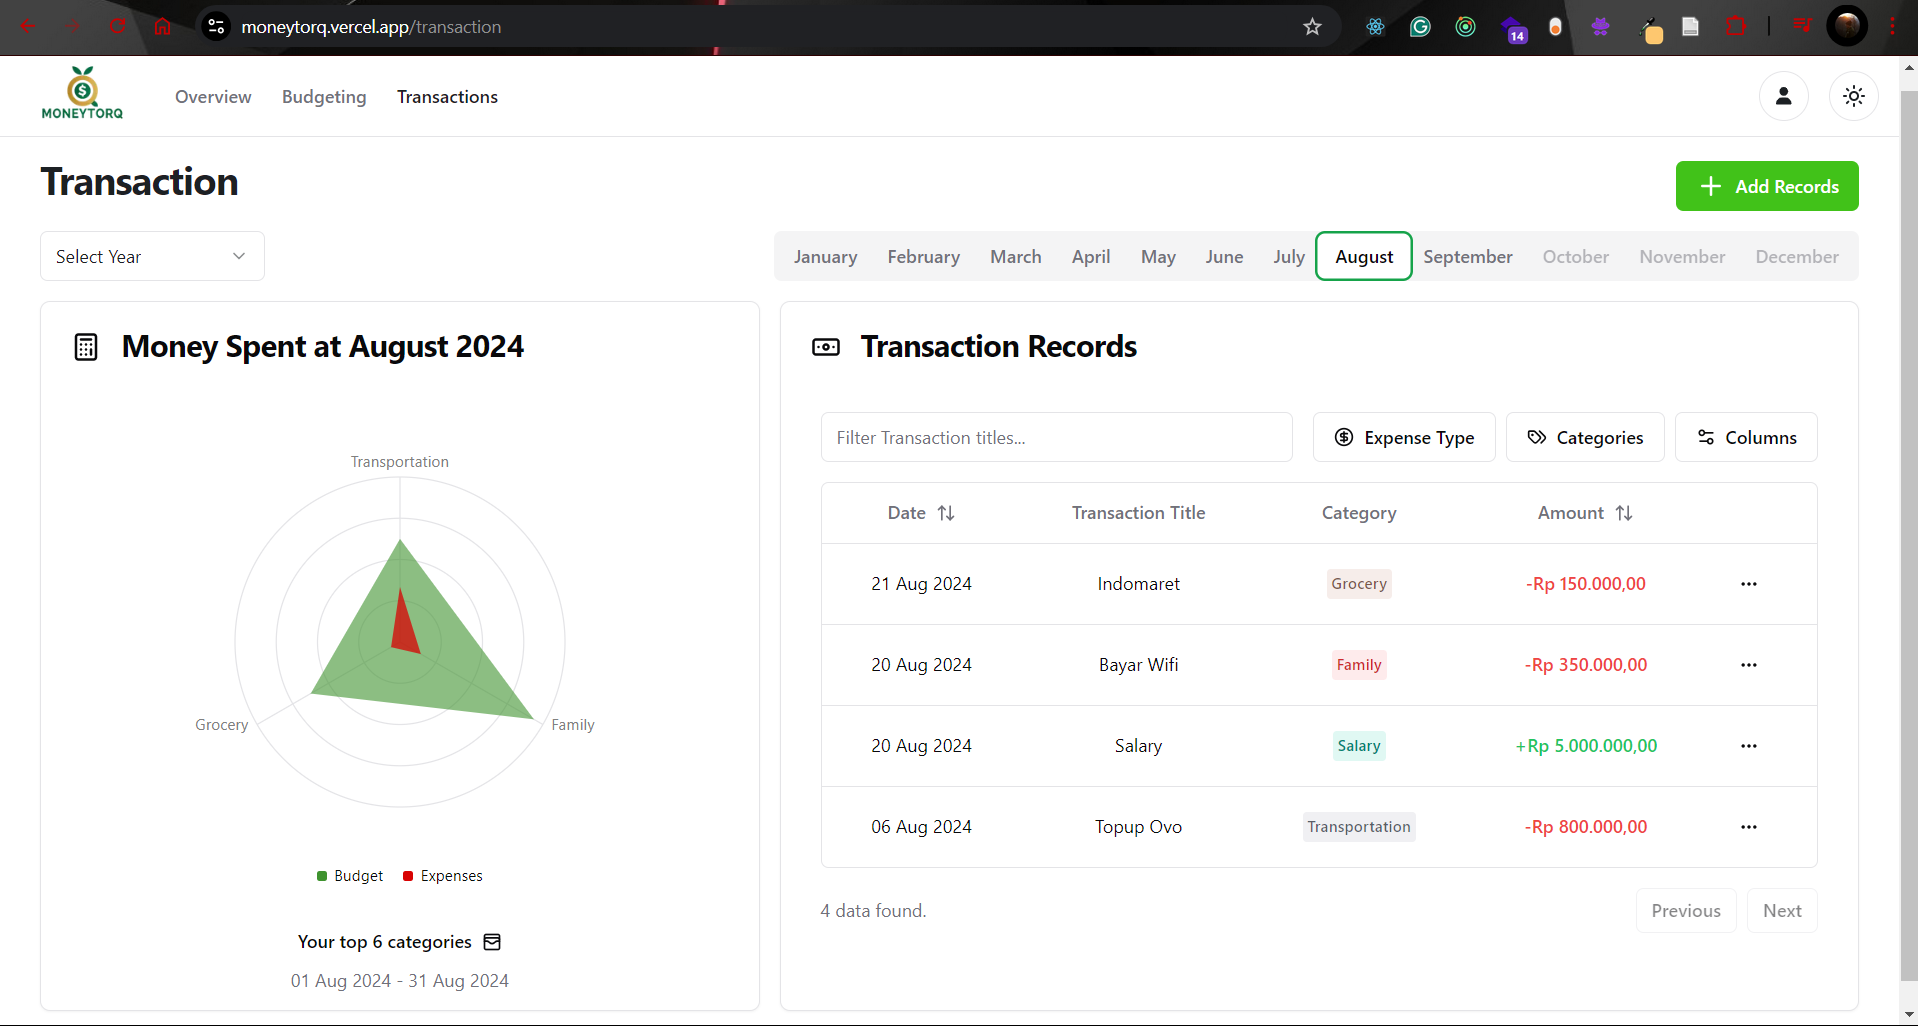 moneytorq.vercel.app/transaction
14
MONEYTORQ
Overview Budgeting Transactions
Transaction
Add Records
Select Year
January February March April May June July August September October November December
Money Spent at August 2024
Transportation
Grocery
Family
Budget Expenses
Your top 6 categories
01 Aug 2024 - 31 Aug 2024
Transaction Records
Filter Transaction titles...
Expense Type
Categories
Columns
Date Transaction Title Category Amount
21 Aug 2024 Indomaret Grocery -Rp 150.000,00
20 Aug 2024 Bayar Wifi Family -Rp 350.000,00
20 Aug 2024 Salary Salary +Rp 5.000.000,00
06 Aug 2024 Topup Ovo Transportation -Rp 800.000,00
4 data found.
Previous Next